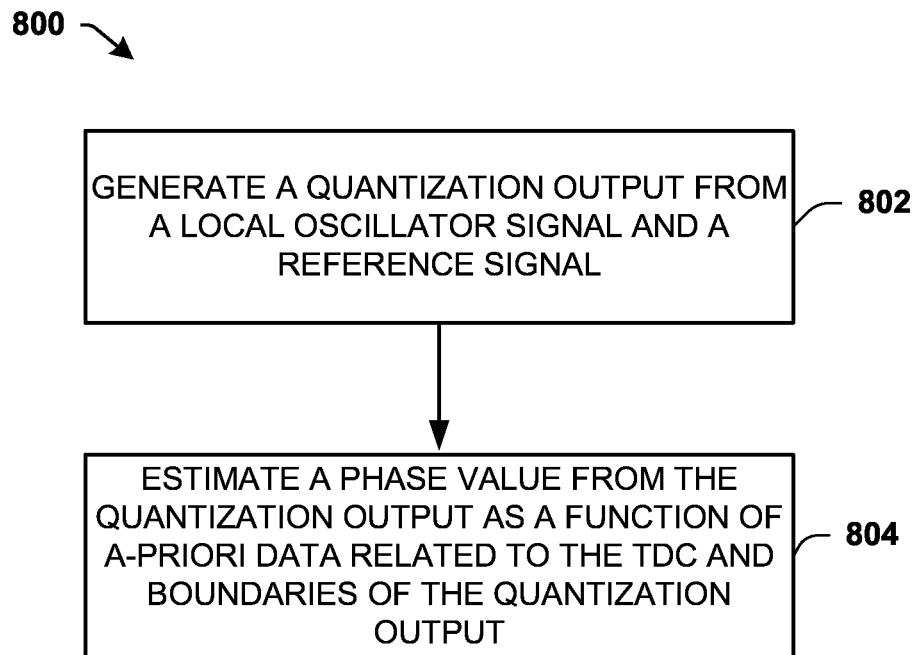 800
GENERATE A QUANTIZATION OUTPUT FROM
A LOCAL OSCILLATOR SIGNAL AND A
REFERENCE SIGNAL
802
ESTIMATE A PHASE VALUE FROM THE
QUANTIZATION OUTPUT AS A FUNCTION OF
A-PRIORI DATA RELATED TO THE TDC AND
BOUNDARIES OF THE QUANTIZATION
OUTPUT
804